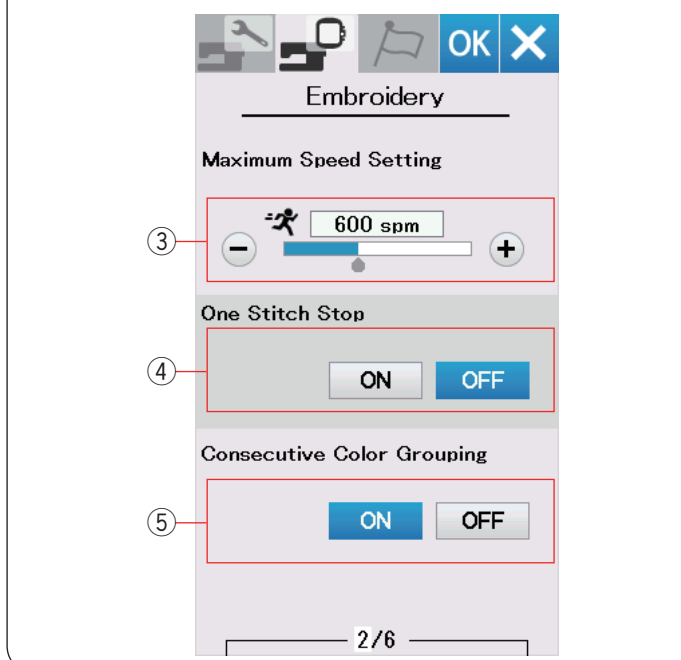 OK
Embroidery
Maximum Speed Setting
③ 600 spm
− +
One Stitch Stop
④ ON OFF
Consecutive Color Grouping
⑤ ON OFF
2/6